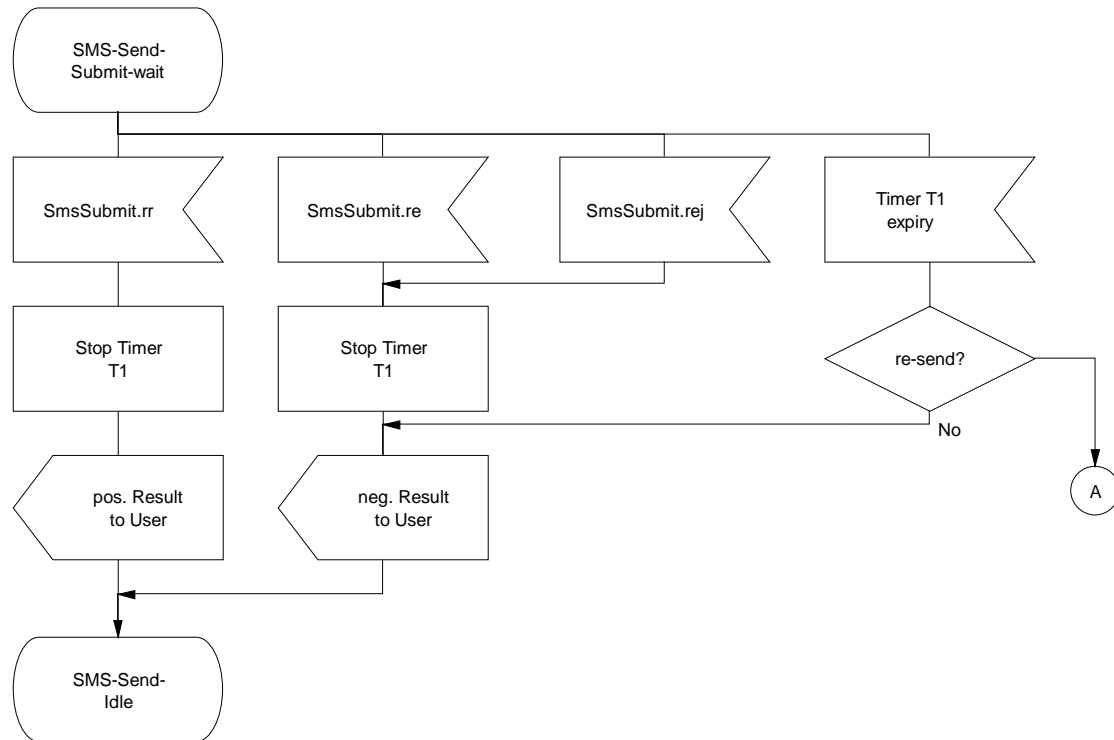 SMS-Send-
Submit-wait
SmsSubmit.rr
SmsSubmit.re
SmsSubmit.rej
Timer T1
expiry
Stop Timer
T1
Stop Timer
T1
re-send?
No
pos. Result
to User
neg. Result
to User
A
SMS-Send-
Idle